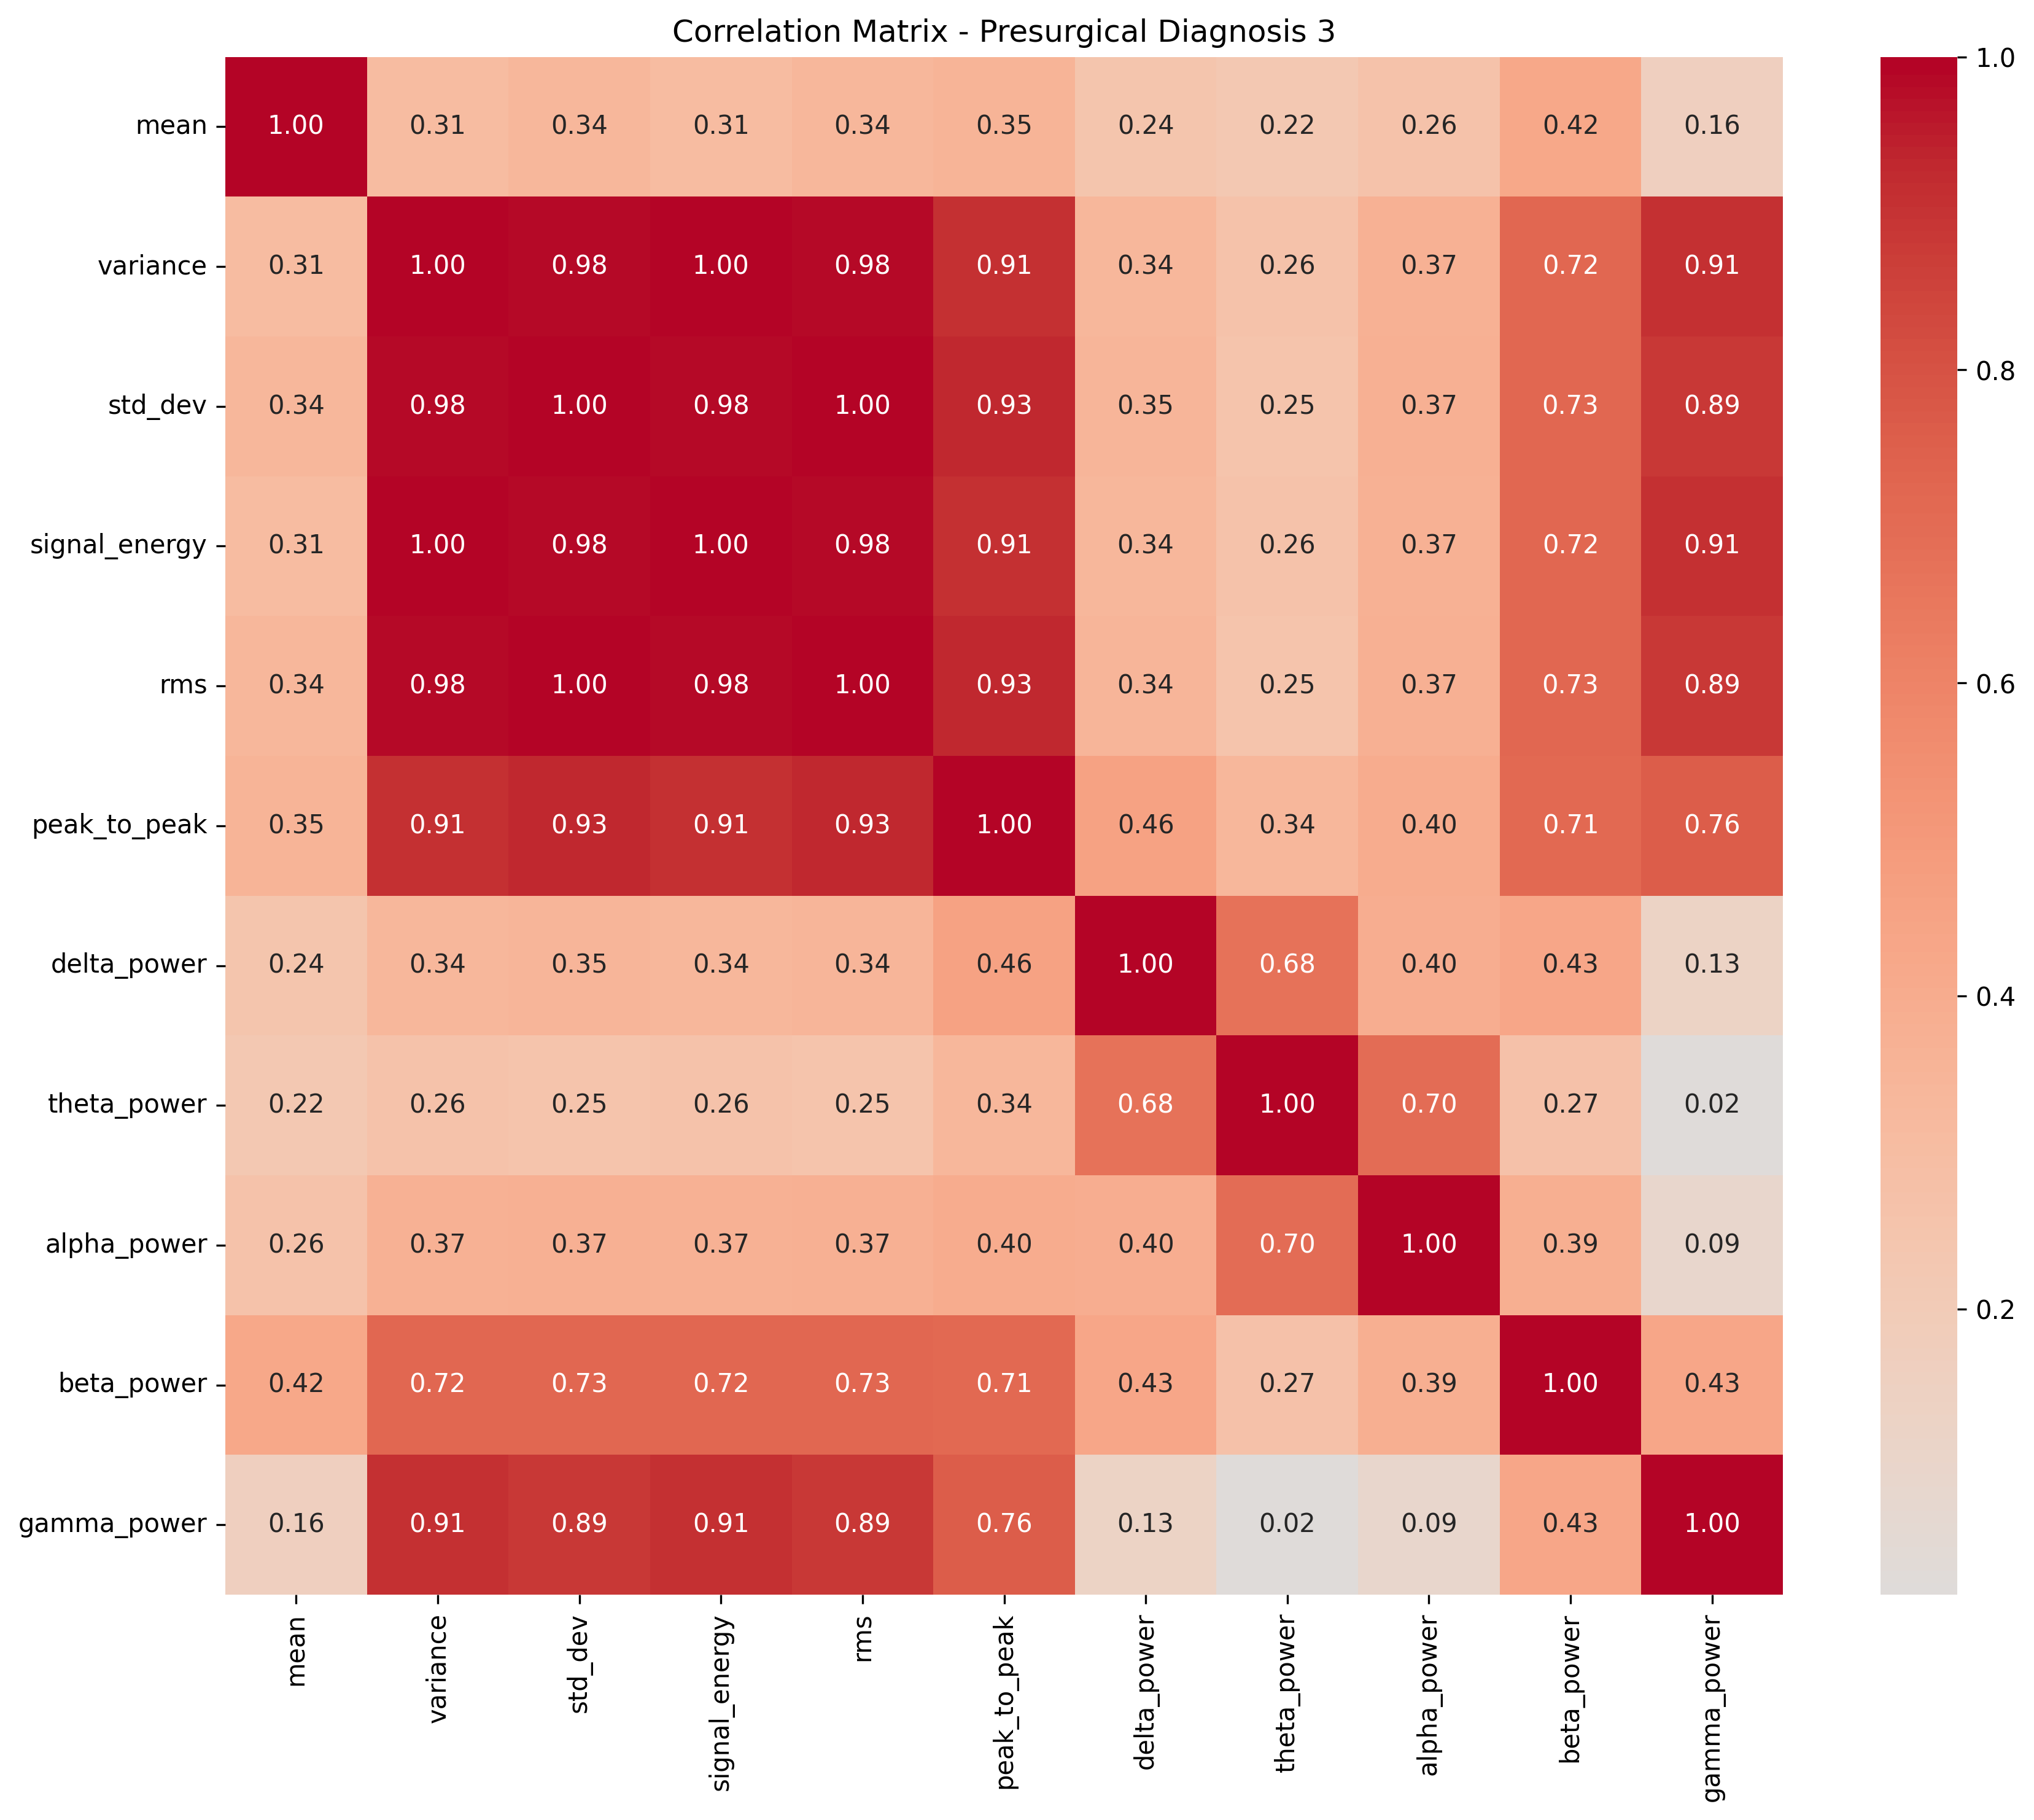 Correlation Matrix - Presurgical Diagnosis 3
mean 1.00 0.31 0.34 0.31 0.34 0.35 0.24 0.22 0.26 0.42 0.16
variance 0.31 1.00 0.98 1.00 0.98 0.91 0.34 0.26 0.37 0.72 0.91
std_dev 0.34 0.98 1.00 0.98 1.00 0.93 0.35 0.25 0.37 0.73 0.89
signal_energy 0.31 1.00 0.98 1.00 0.98 0.91 0.34 0.26 0.37 0.72 0.91
rms 0.34 0.98 1.00 0.98 1.00 0.93 0.34 0.25 0.37 0.73 0.89
peak_to_peak 0.35 0.91 0.93 0.91 0.93 1.00 0.46 0.34 0.40 0.71 0.76
delta_power 0.24 0.34 0.35 0.34 0.34 0.46 1.00 0.68 0.40 0.43 0.13
theta_power 0.22 0.26 0.25 0.26 0.25 0.34 0.68 1.00 0.70 0.27 0.02
alpha_power 0.26 0.37 0.37 0.37 0.37 0.40 0.40 0.70 1.00 0.39 0.09
beta_power 0.42 0.72 0.73 0.72 0.73 0.71 0.43 0.27 0.39 1.00 0.43
gamma_power 0.16 0.91 0.89 0.91 0.89 0.76 0.13 0.02 0.09 0.43 1.00
mean variance std_dev signal_energy rms peak_to_peak delta_power theta_power alpha_power beta_power gamma_power
1.0
0.8
0.6
0.4
0.2